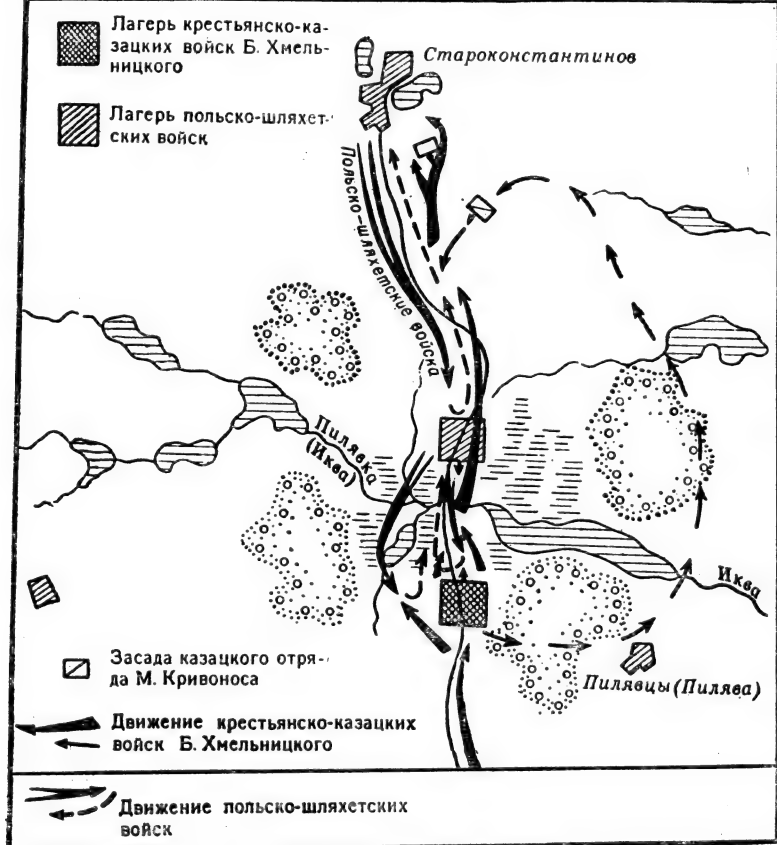 Лагерь крестьянско-ка-
зацких войск Б. Хмель-
ницкого
Староконстантинов
Лагерь польско-шляхет-
ских войск
Польско-шляхетские войска
Пилявка
(Иква)
Иква
Засада казацкого отря-
да М. Кривоноса
Пилявцы (Пилява)
Движение крестьянско-казацких
войск Б. Хмельницкого
Движение польско-шляхетских
войск